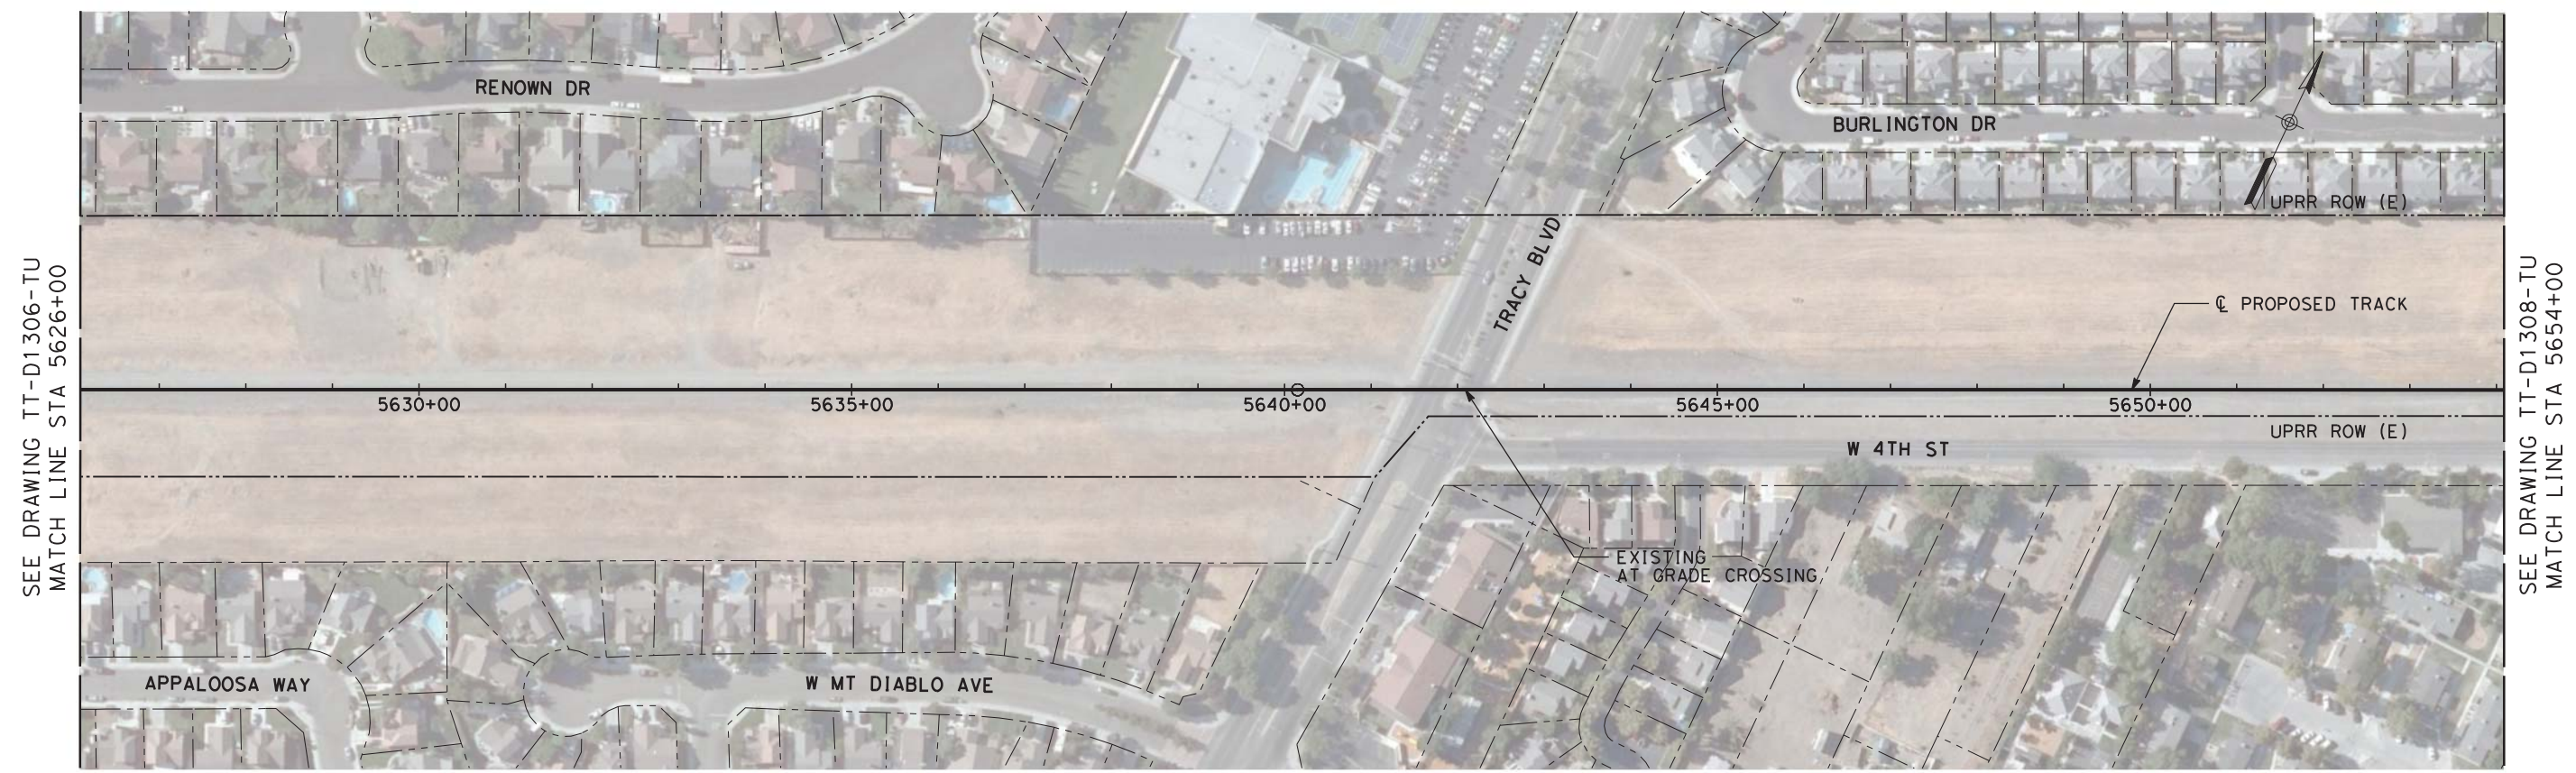 RENOWN DR
BURLINGTON DR
UPRR ROW (E)
TRACY BLVD
SEE DRAWING TT-D1306-TU
MATCH LINE STA 5626+00
SEE DRAWING TT-D1308-TU
MATCH LINE STA 5654+00
℄ PROPOSED TRACK
5630+00
5635+00
5640+00
5645+00
5650+00
UPRR ROW (E)
W 4TH ST
EXISTING
AT GRADE CROSSING
APPALOOSA WAY
W MT DIABLO AVE